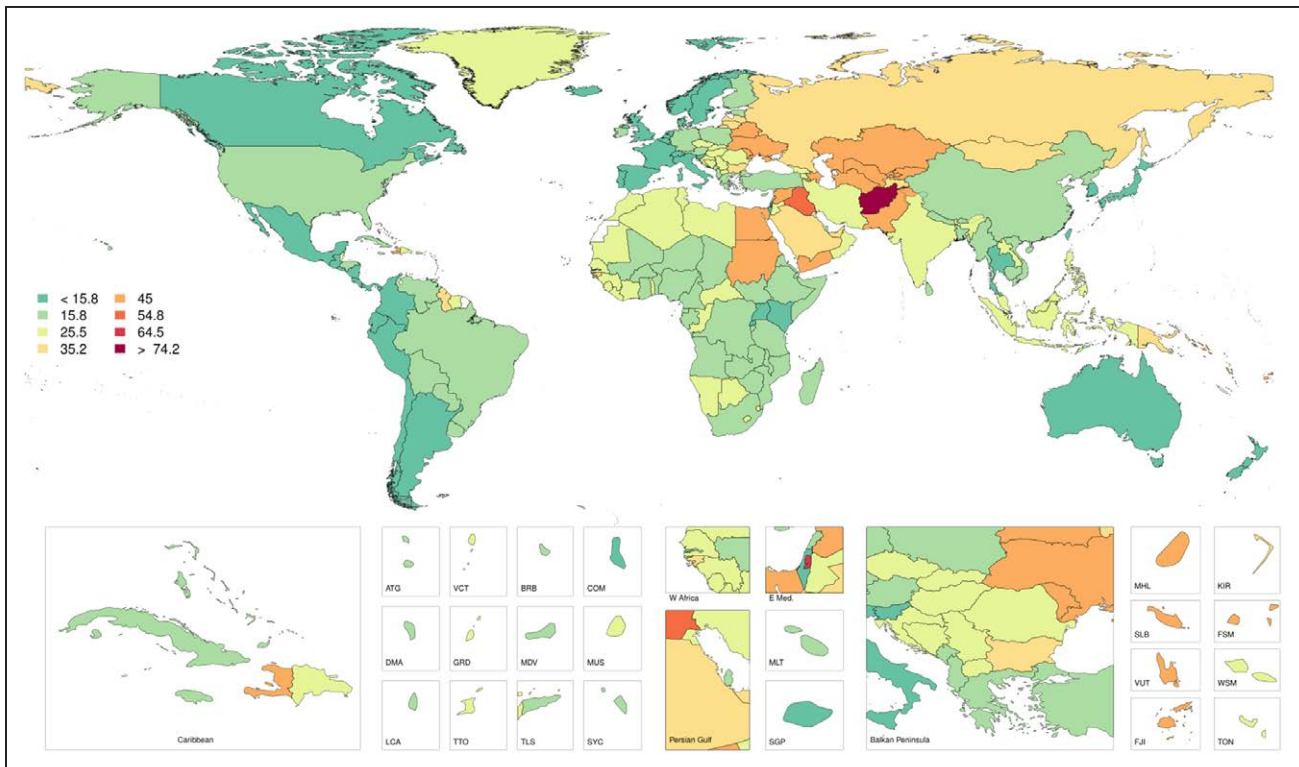 < 15.8 45
15.8 54.8
25.5 64.5
35.2 > 74.2
Caribbean
ATG VCT BRB COM
DMA GRD MDV MUS
LCA TTO TLS SYC
W Africa E Med.
Persian Gulf
MLT
SGP
Balkan Peninsula
MHL KIR
SLB FSM
VUT WSM
FJI TON